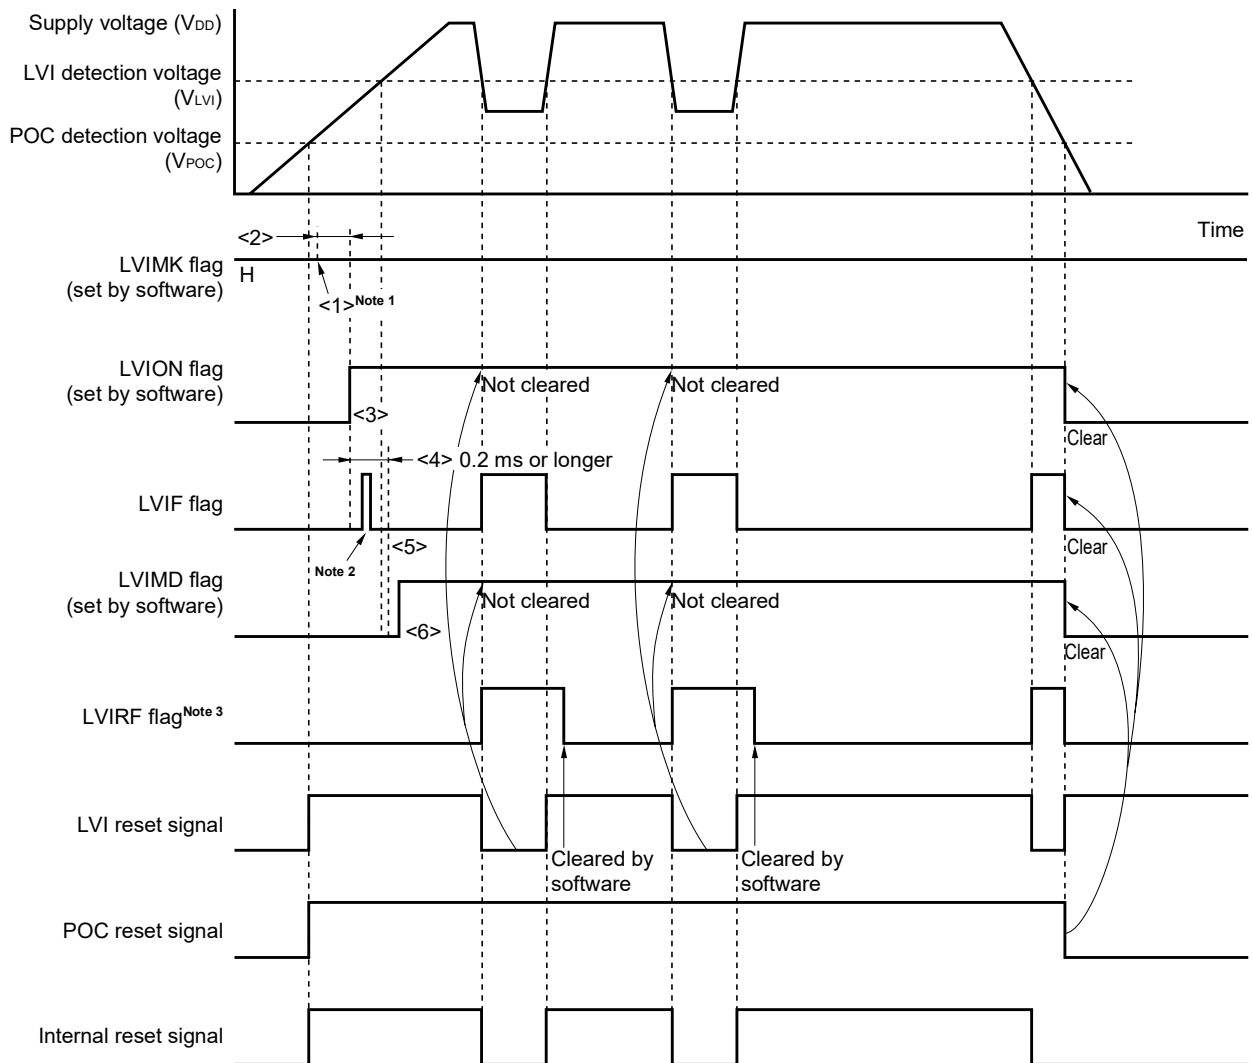 Supply voltage (VDD)
LVI detection voltage
(VLVI)
POC detection voltage
(VPOC)
Time
<2>
LVIMK flag
(set by software)
H
<1>Note 1
LVION flag
(set by software)
Not cleared
Not cleared
<3>
Clear
<4> 0.2 ms or longer
LVIF flag
Clear
<5>
Note 2
LVIMD flag
(set by software)
Not cleared
Not cleared
<6>
Clear
LVIRF flagNote 3
LVI reset signal
Cleared by
software
Cleared by
software
POC reset signal
Internal reset signal